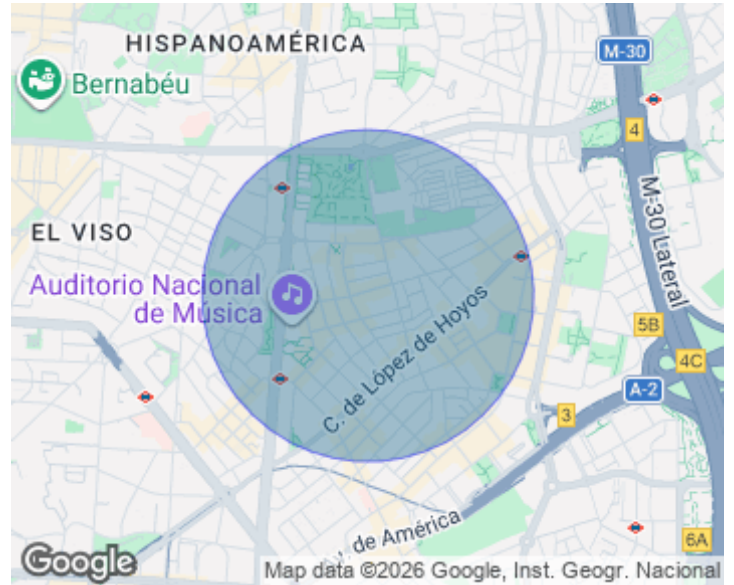 HISPANOAMÉRICA
M-30
Bernabéu
4
M-30 Lateral
EL VISO
Auditorio Nacional
de Música
C. de López de Hoyos
5B
4C
A-2
3
de América
6A
Google
Map data ©2026 Google, Inst. Geogr. Nacional